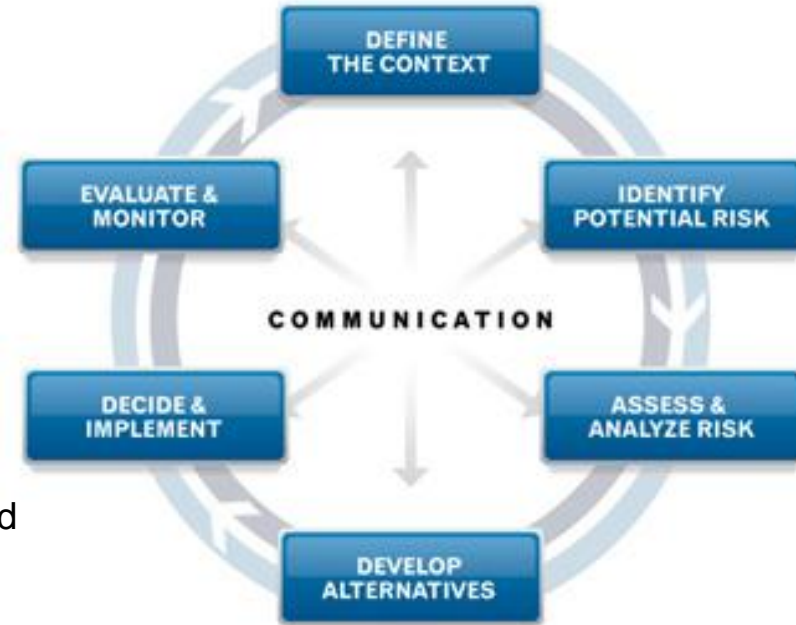 DEFINE
THE CONTEXT
EVALUATE &
MONITOR
IDENTIFY
POTENTIAL RISK
COMMUNICATION
DECIDE &
IMPLEMENT
ASSESS &
ANALYZE RISK
d
DEVELOP
ALTERNATIVES